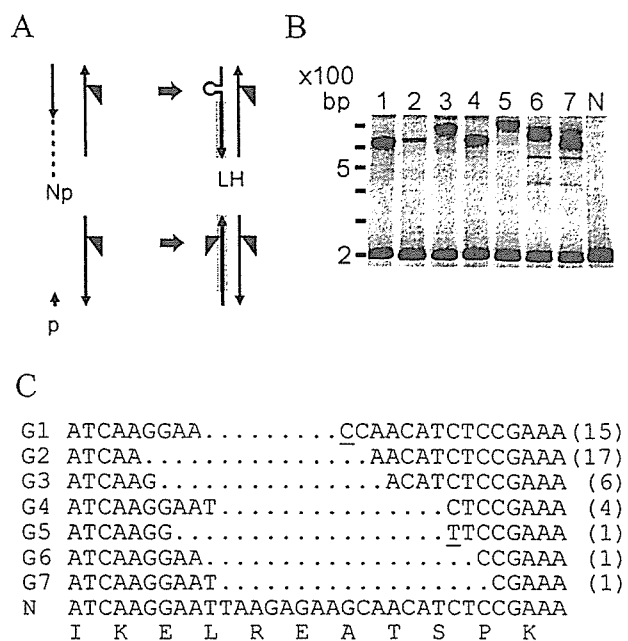 A
Np
LH
p
B
x100
bp 1 2 3 4 5 6 7 N
5
2
C
G1 ATCAAGGAA.........CCAACATCTCCGAAA (15)
G2 ATCAA...............AACATCTCCGAAA (17)
G3 ATCAAG...............ACATCTCCGAAA (6)
G4 ATCAAGGAAT...............CTCCGAAA (4)
G5 ATCAAGG..................TTCCGAAA (1)
G6 ATCAAGGAA..................CCGAAA (1)
G7 ATCAAGGAAT..................CGAAA (1)
N ATCAAGGAATTAAGAGAAGCAACATCTCCGAAA
I K E L R E A T S P K